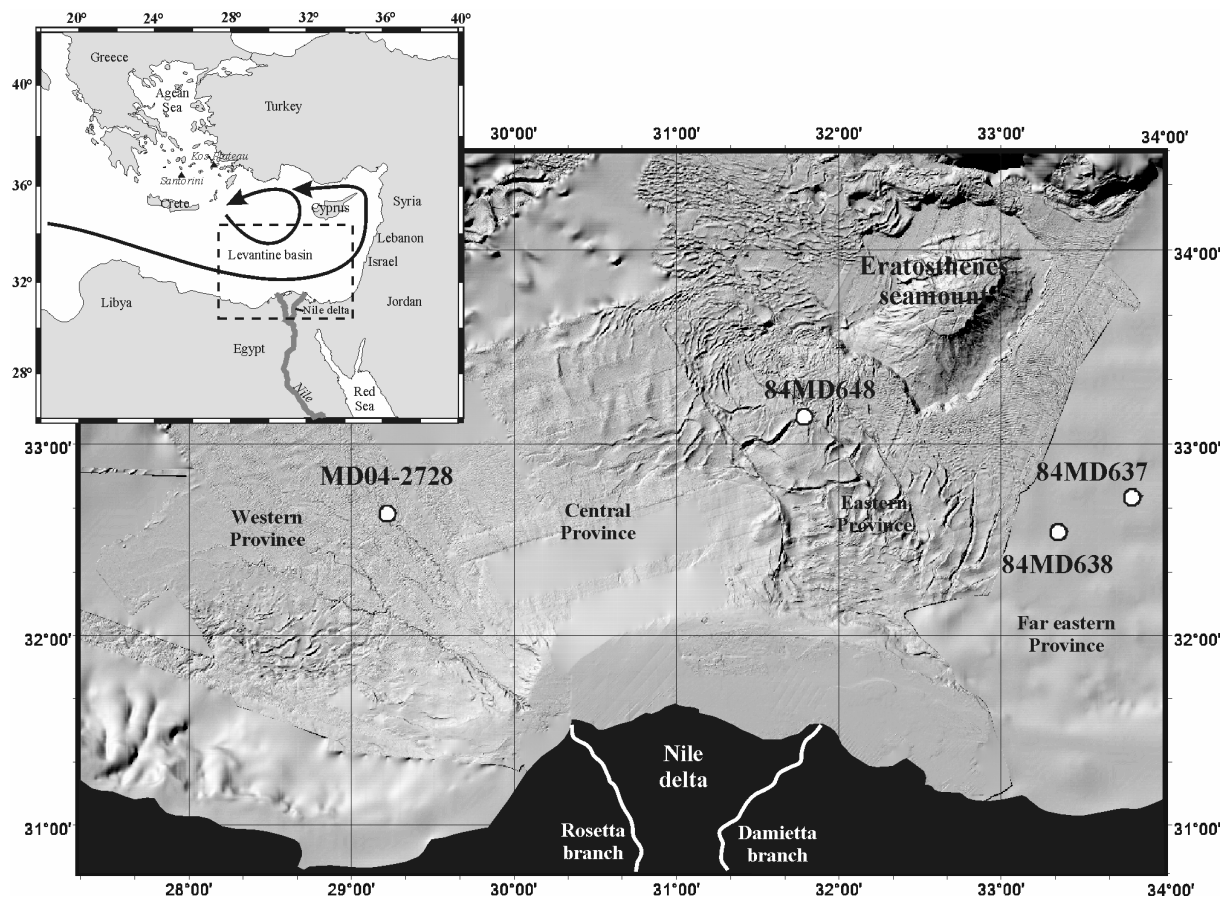 20° 24° 28° 32° 36° 40°
40°
36°
32°
28°
Greece
Agean
Sea
Turkey
Kos Plateau
Santorini
Crete
Cyprus
Syria
Lebanon
Israel
Levantine basin
Libya
Nile delta
Jordan
Egypt
Nile
Red
Sea
30°00' 31°00' 32°00' 33°00' 34°00'
34°00'
Eratosthenes
seamount
84MD648
33°00' 33°00'
MD04-2728
84MD637
Western
Province
Central
Province
Eastern
Province
84MD638
32°00' 32°00'
Far eastern
Province
Nile
delta
Rosetta
branch
Damietta
branch
31°00' 31°00'
28°00' 29°00' 30°00' 31°00' 32°00' 33°00' 34°00'